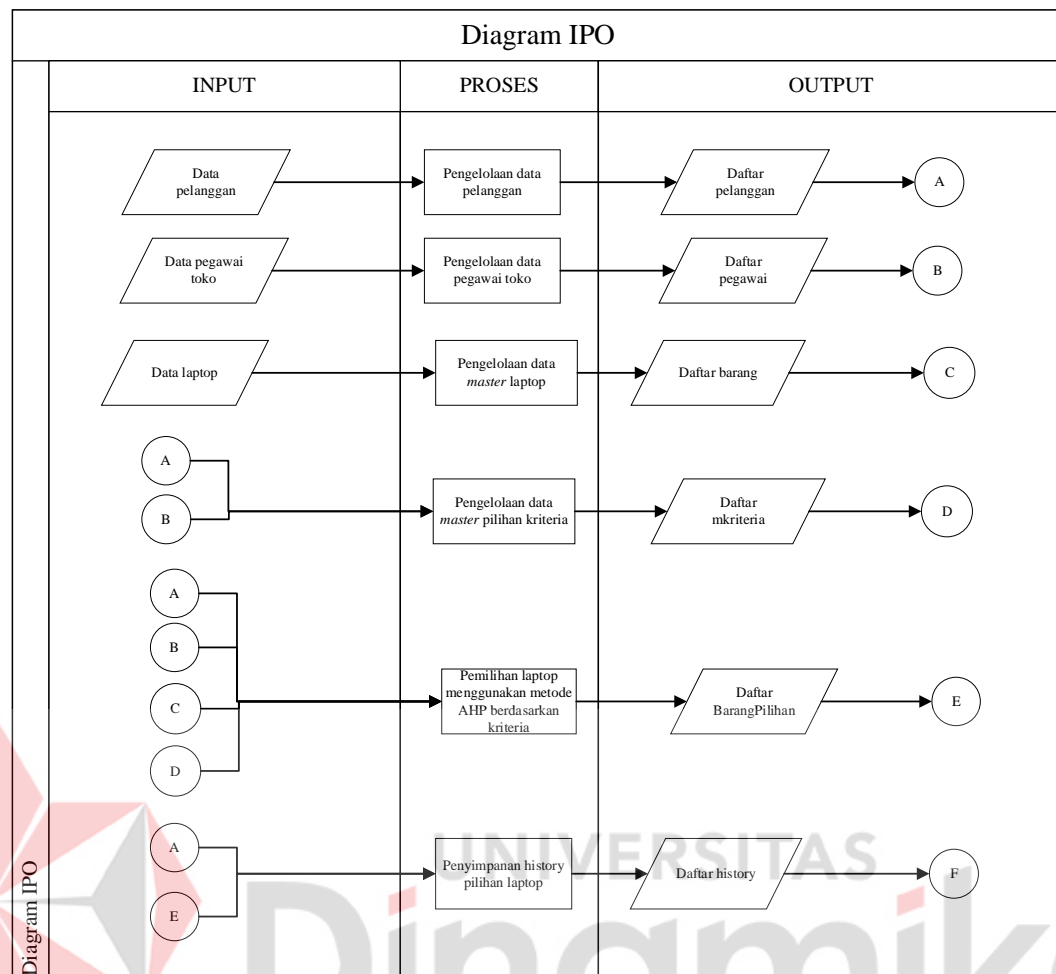 Diagram IPO
INPUT
PROSES
OUTPUT
Data
pelanggan
Pengelolaan data
pelanggan
Daftar
pelanggan
A
Data pegawai
toko
Pengelolaan data
pegawai toko
Daftar
pegawai
B
Data laptop
Pengelolaan data
master laptop
Daftar barang
C
A
B
Pengelolaan data
master pilihan kriteria
Daftar
mkriteria
D
A
B
C
D
Pemilihan laptop
menggunakan metode
AHP berdasarkan
kriteria
Daftar
BarangPilihan
E
A
E
Penyimpanan history
pilihan laptop
Daftar history
F
Diagram IPO
UNIVERSITAS
Dinamika